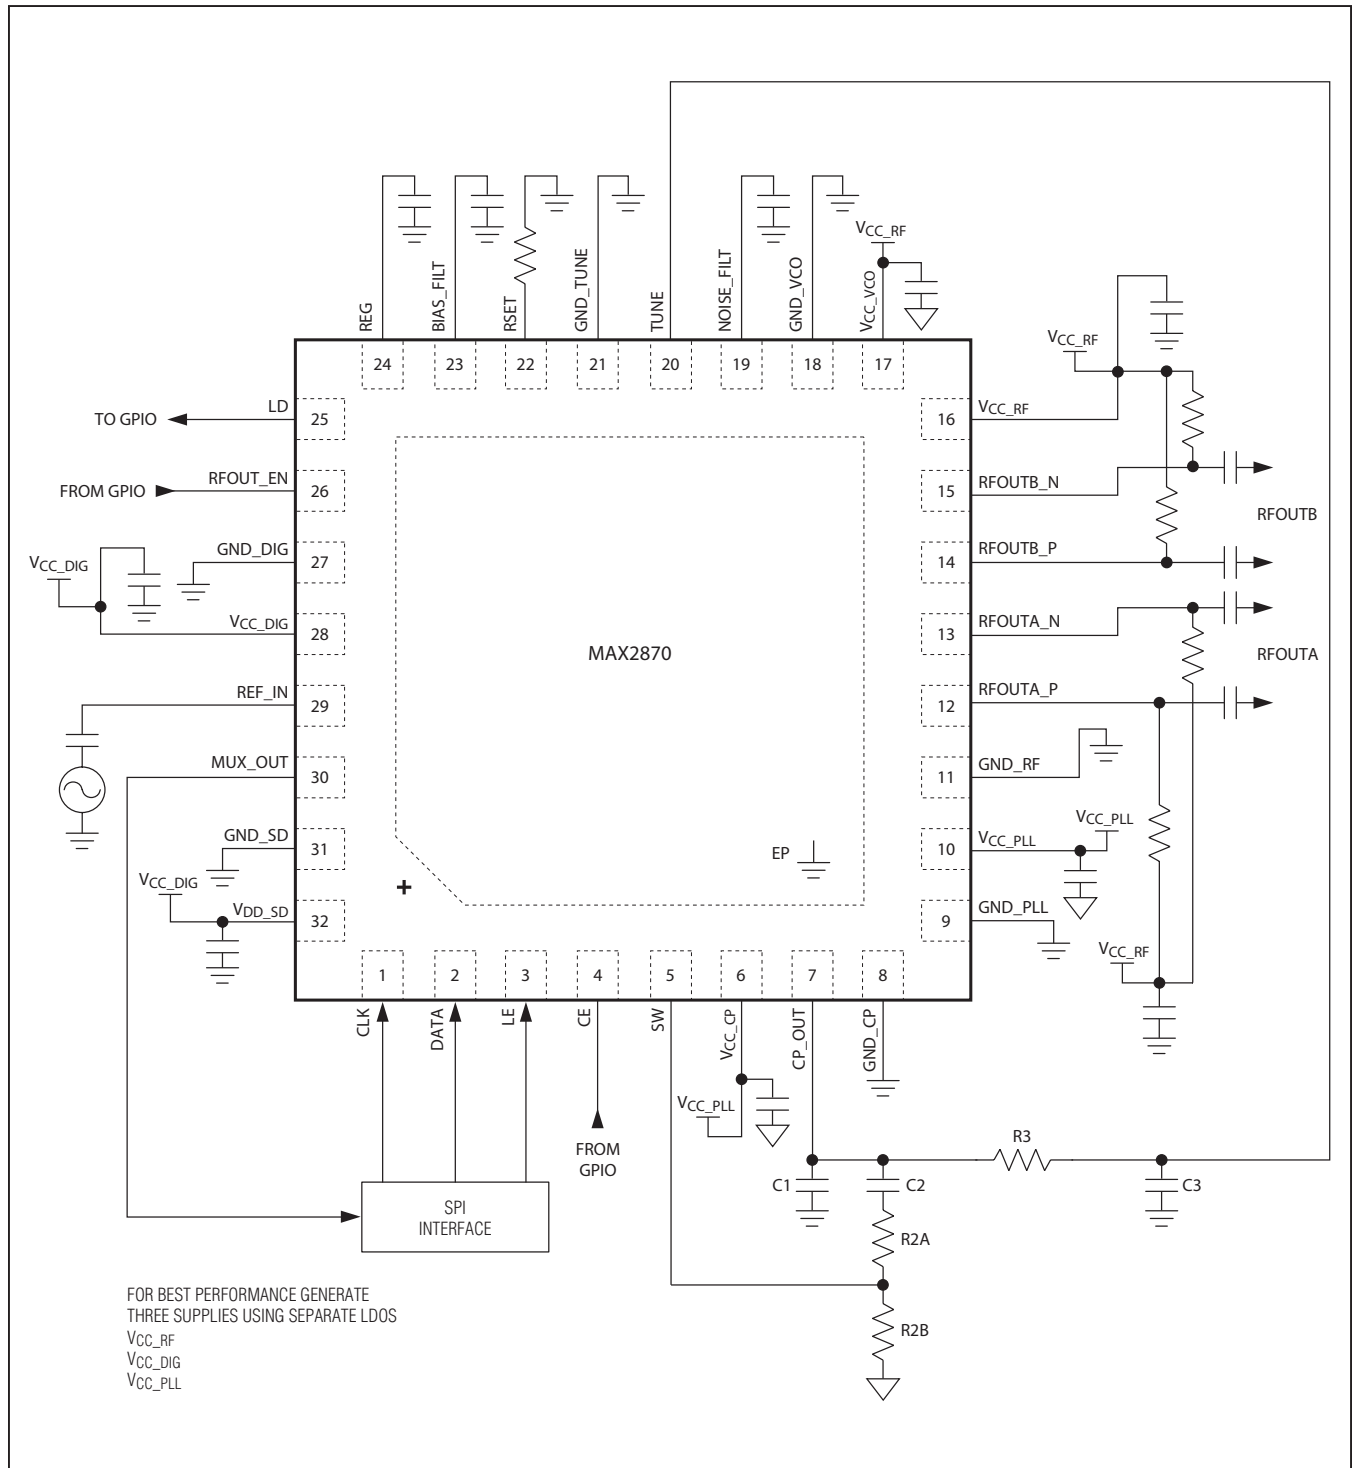 REG
BIAS_FILT
RSET
GND_TUNE
TUNE
NOISE_FILT
GND_VCO
VCC_VCO
VCC_RF
24
23
22
21
20
19
18
17
TO GPIO
LD
25
FROM GPIO
RFOUT_EN
26
GND_DIG
27
VCC_DIG
VCC_DIG
28
REF_IN
29
MUX_OUT
30
GND_SD
31
VCC_DIG
VDD_SD
32
MAX2870
EP
+
VCC_RF
16
VCC_RF
15
RFOUTB_N
RFOUTB
14
RFOUTB_P
13
RFOUTA_N
RFOUTA
12
RFOUTA_P
11
GND_RF
10
VCC_PLL
VCC_PLL
9
GND_PLL
VCC_RF
1
2
3
4
5
6
7
8
CLK
DATA
LE
CE
SW
VCC_CP
CP_OUT
GND_CP
VCC_PLL
FROM
GPIO
R3
C1
C2
C3
R2A
R2B
SPI
INTERFACE
FOR BEST PERFORMANCE GENERATE
THREE SUPPLIES USING SEPARATE LDOS
VCC_RF
VCC_DIG
VCC_PLL